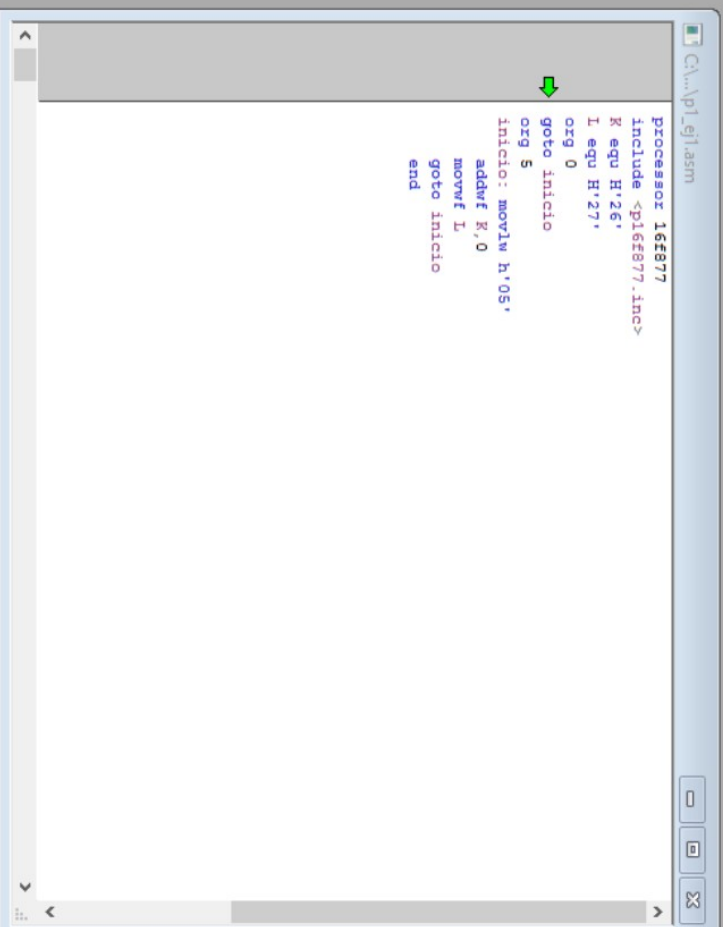 C:\...\p1_ej1.asm
processor 16f877
include <p16f877.inc>
K equ H'26'
L equ H'27'
org 0
goto inicio
org 5
inicio: movlw h'05'
addwf K,0
movwf L
goto inicio
end